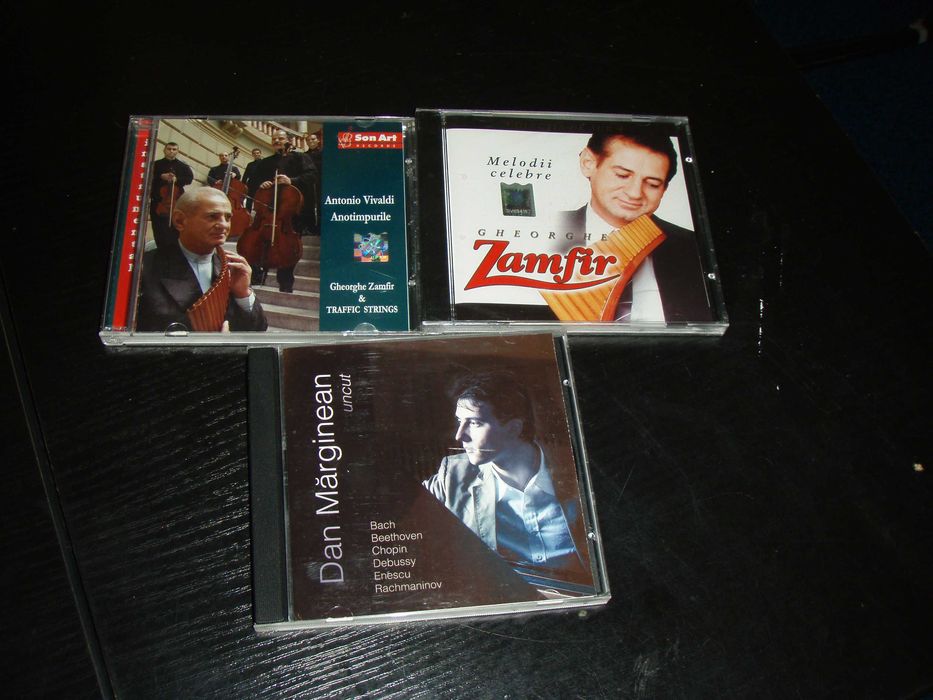 instrumental
Son Art
RECORDS
Antonio Vivaldi
Anotimpurile
Gheorghe Zamfir
&
TRAFFIC STRINGS
Melodii
celebre
GHEORGHE
Zamfir
Dan Mărginean
uncut
Bach
Beethoven
Chopin
Debussy
Enescu
Rachmaninov